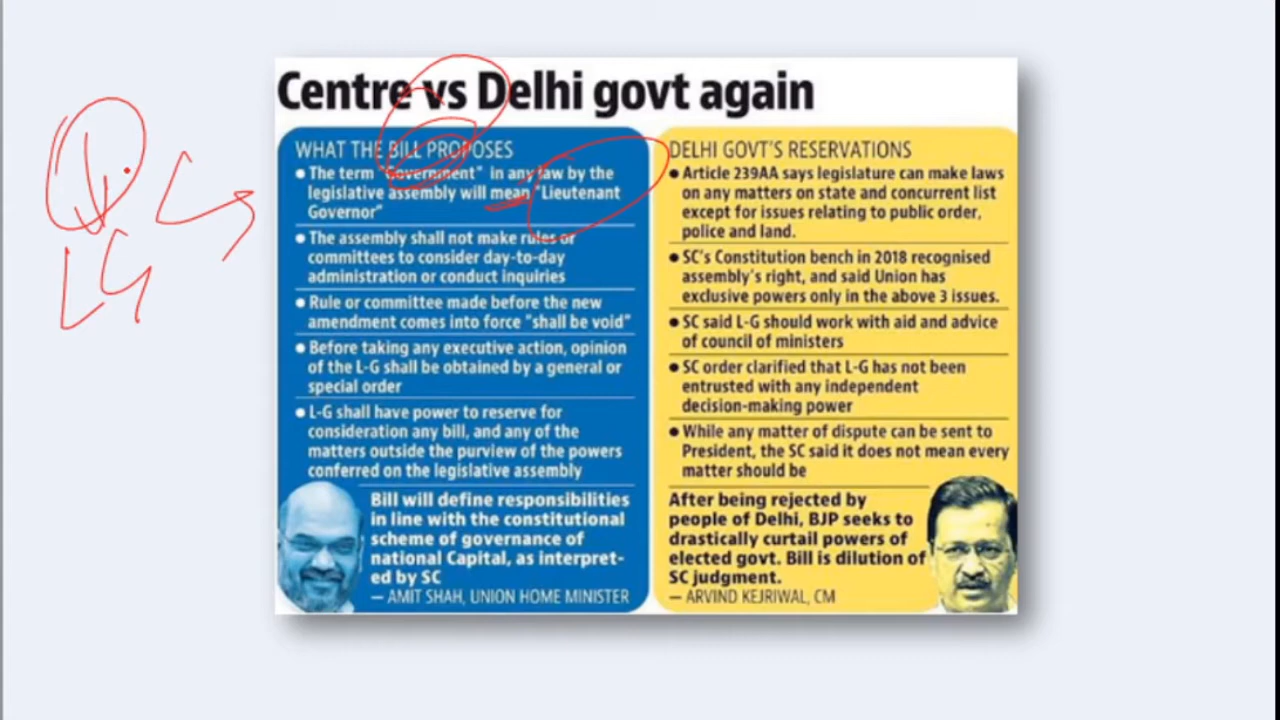 Centre vs Delhi govt again
WHAT THE BILL PROPOSES
• The term "Government" in any law by the
legislative assembly will mean "Lieutenant
Governor"
• The assembly shall not make rules or
committees to consider day-to-day
administration or conduct inquiries
• Rule or committee made before the new
amendment comes into force "shall be void"
• Before taking any executive action, opinion
of the L-G shall be obtained by a general or
special order
• L-G shall have power to reserve for
consideration any bill, and any of the
matters outside the purview of the powers
conferred on the legislative assembly
Bill will define responsibilities
in line with the constitutional
scheme of governance of
national Capital, as interpret-
ed by SC
— AMIT SHAH, UNION HOME MINISTER
DELHI GOVT'S RESERVATIONS
• Article 239AA says legislature can make laws
on any matters on state and concurrent list
except for issues relating to public order,
police and land.
• SC's Constitution bench in 2018 recognised
assembly's right, and said Union has
exclusive powers only in the above 3 issues.
• SC said L-G should work with aid and advice
of council of ministers
• SC order clarified that L-G has not been
entrusted with any independent
decision-making power
• While any matter of dispute can be sent to
President, the SC said it does not mean every
matter should be
After being rejected by
people of Delhi, BJP seeks to
drastically curtail powers of
elected govt. Bill is dilution of
SC judgment.
— ARVIND KEJRIWAL, CM
LG